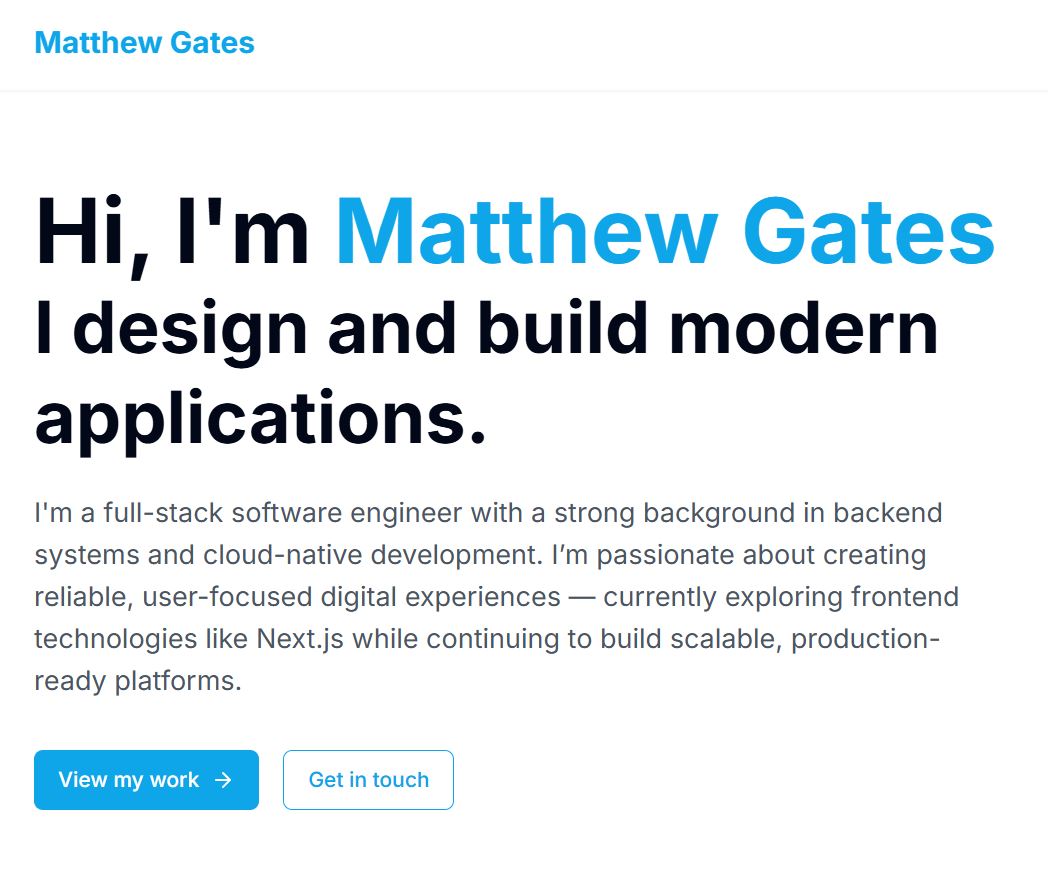 Matthew Gates
Hi, I'm Matthew Gates
I design and build modern
applications.
I'm a full-stack software engineer with a strong background in backend
systems and cloud-native development. I’m passionate about creating
reliable, user-focused digital experiences — currently exploring frontend
technologies like Next.js while continuing to build scalable, production-
ready platforms.
View my work →
Get in touch